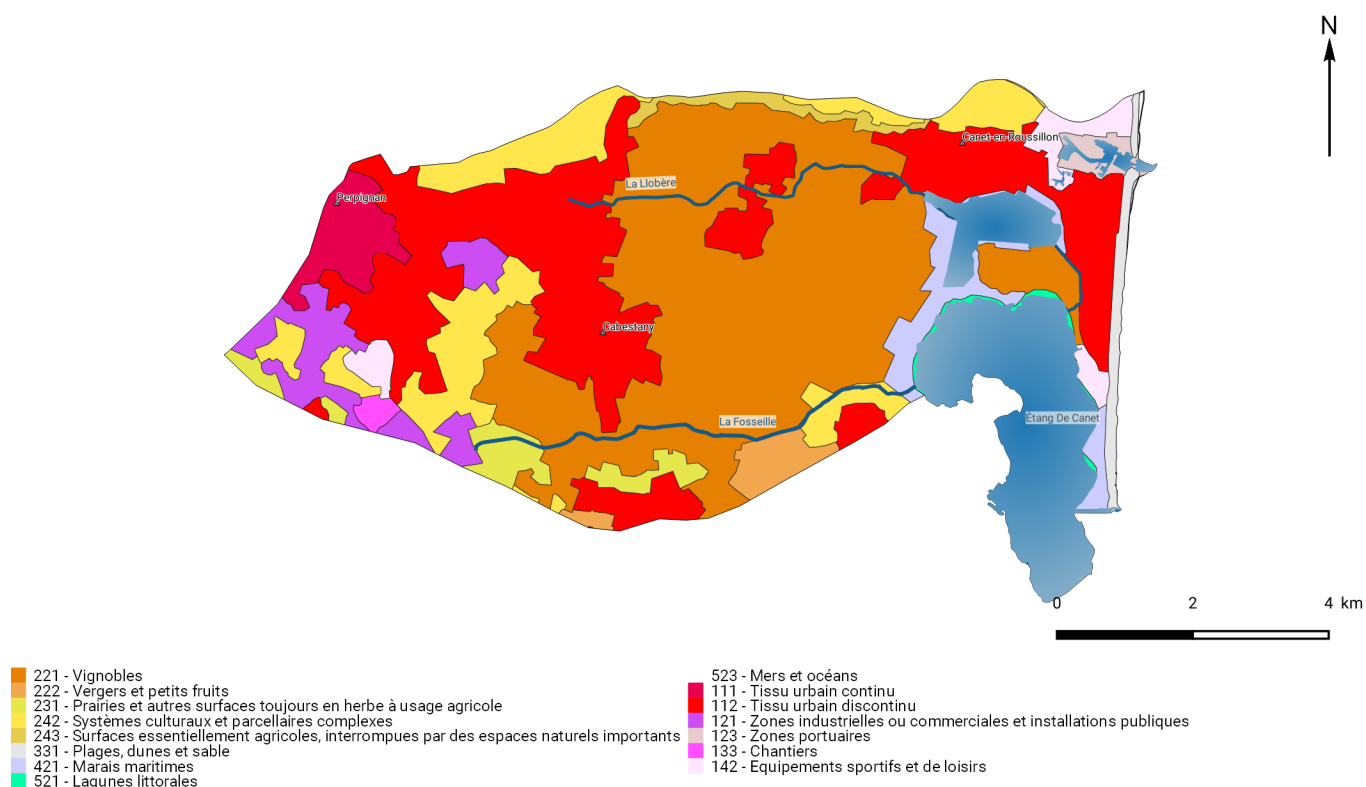 N
Canet-en-Roussillon
La Llobère
Perpignan
Cabestany
La Fosseille
Étang De Canet
0 2 4 km
221 - Vignobles
222 - Vergers et petits fruits
231 - Prairies et autres surfaces toujours en herbe à usage agricole
242 - Systèmes culturaux et parcellaires complexes
243 - Surfaces essentiellement agricoles, interrompues par des espaces naturels importants
331 - Plages, dunes et sable
421 - Marais maritimes
521 - Lagunes littorales
523 - Mers et océans
111 - Tissu urbain continu
112 - Tissu urbain discontinu
121 - Zones industrielles ou commerciales et installations publiques
123 - Zones portuaires
133 - Chantiers
142 - Equipements sportifs et de loisirs